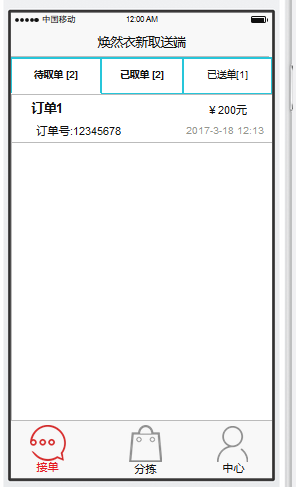 中国移动 12:00 AM
焕然衣新取送端
待取单 [2] 已取单 [2] 已送单[1]
订单1 ￥200元
订单号:12345678 2017-3-18 12:13
接单 分拣 中心